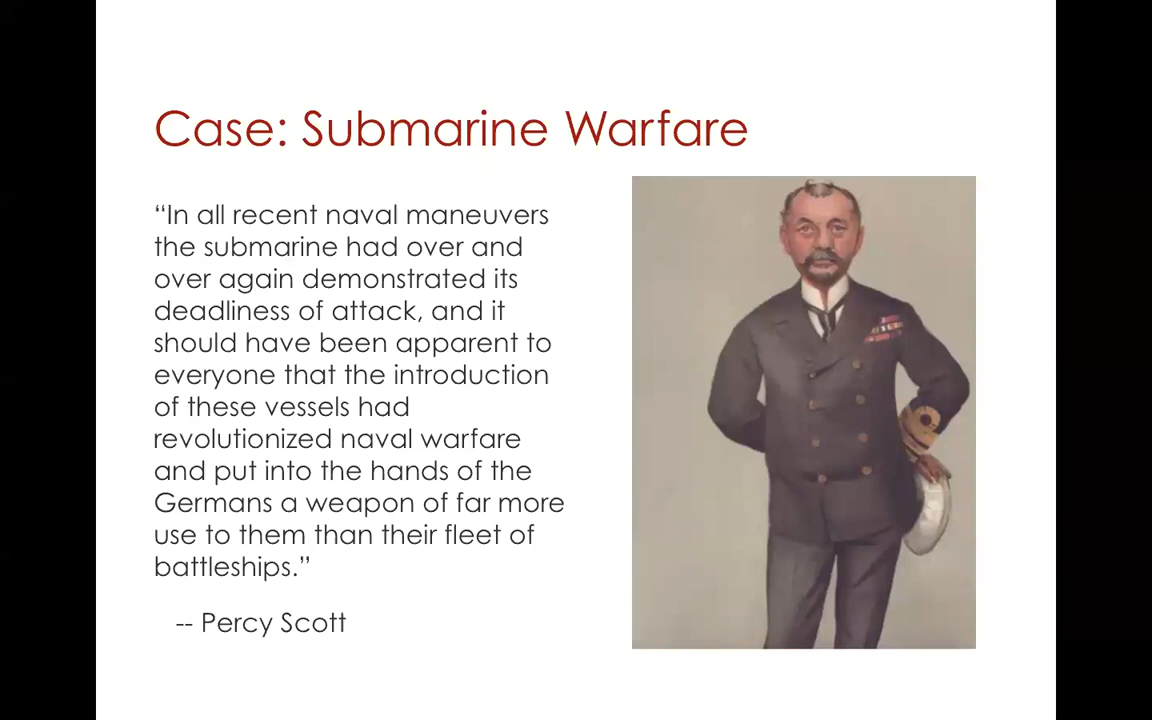 Case: Submarine Warfare
“In all recent naval maneuvers
the submarine had over and
over again demonstrated its
deadliness of attack, and it
should have been apparent to
everyone that the introduction
of these vessels had
revolutionized naval warfare
and put into the hands of the
Germans a weapon of far more
use to them than their fleet of
battleships.”
-- Percy Scott